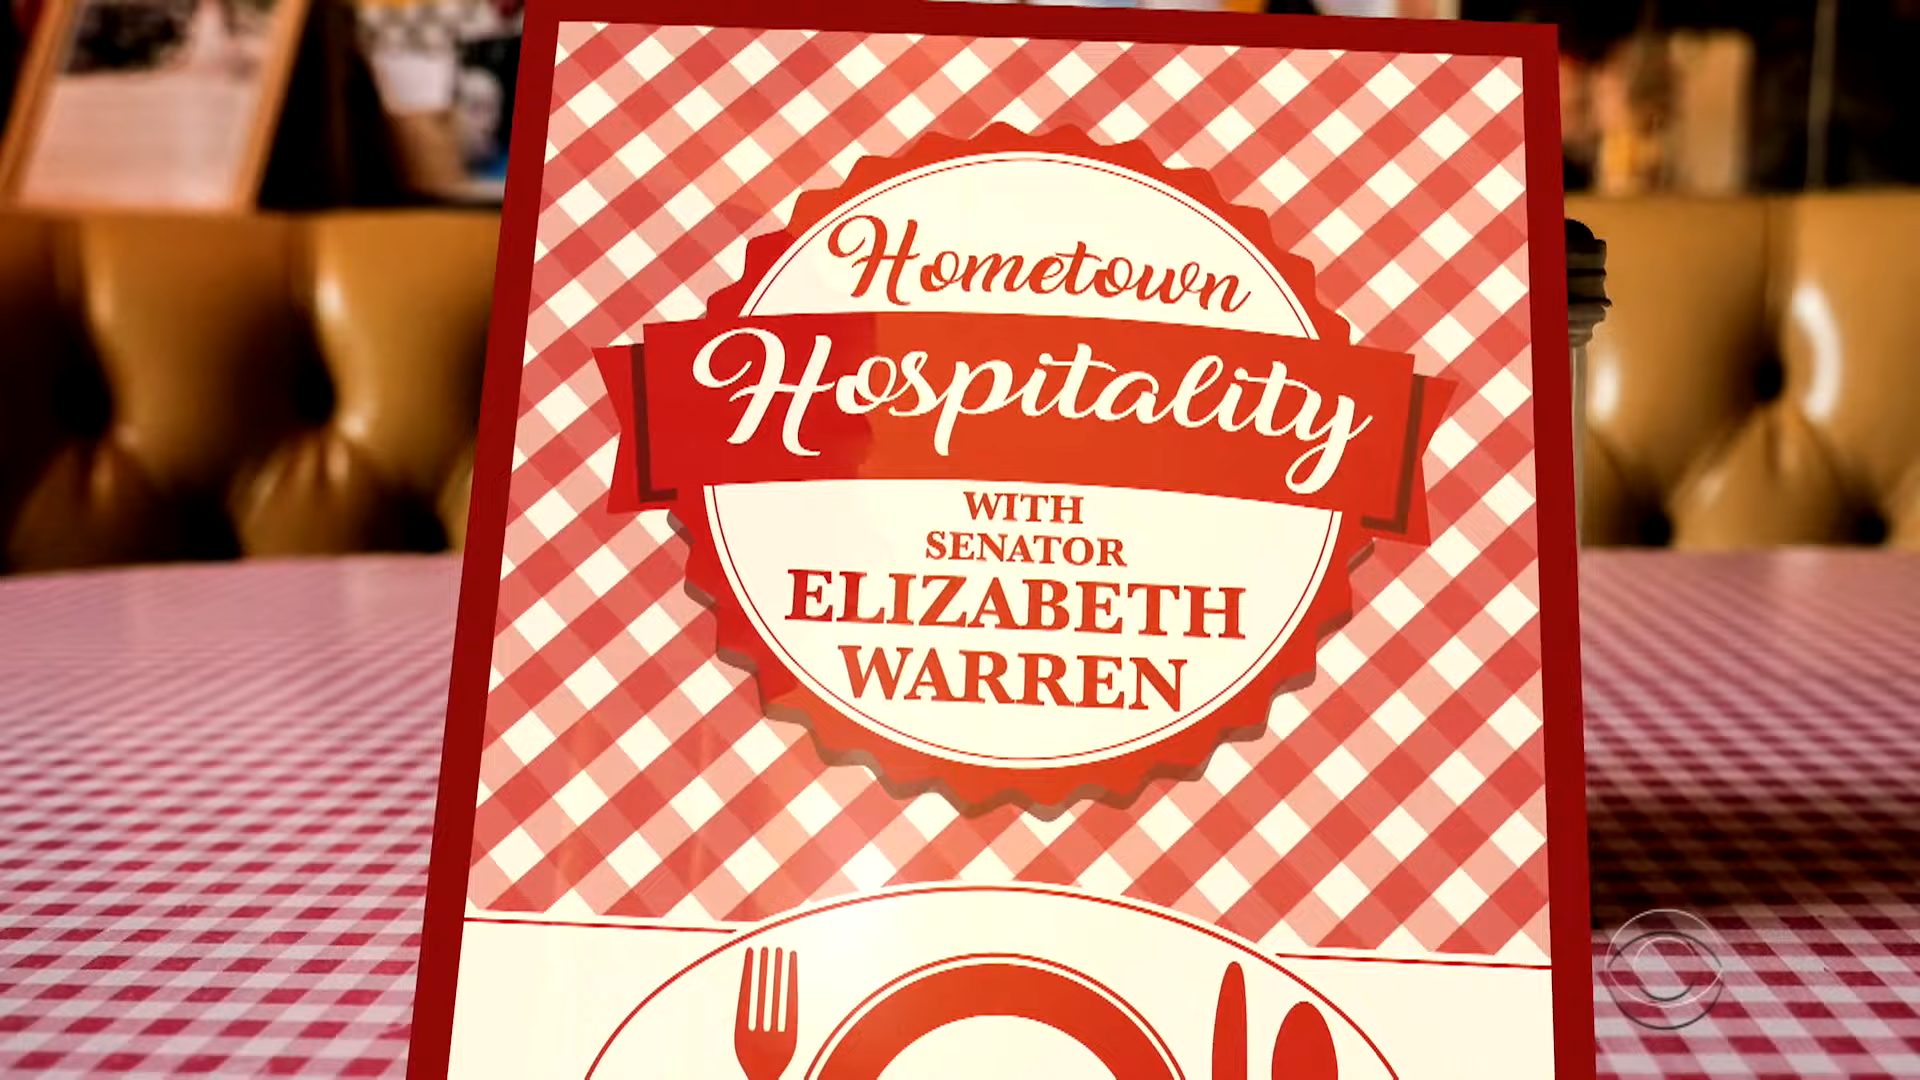 Hometown
Hospitality
WITH
SENATOR
ELIZABETH
WARREN